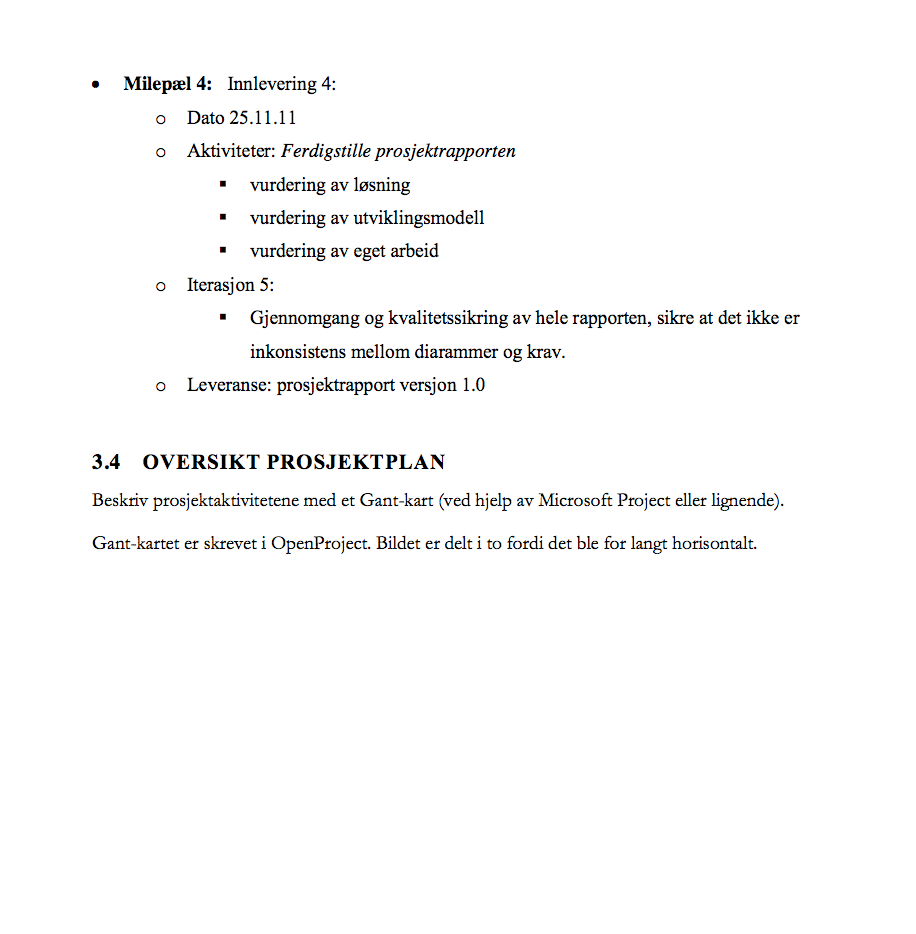 • Milepæl 4: Innlevering 4:
o Dato 25.11.11
o Aktiviteter: Ferdigstille prosjektrapporten
▪ vurdering av løsning
▪ vurdering av utviklingsmodell
▪ vurdering av eget arbeid
o Iterasjon 5:
▪ Gjennomgang og kvalitetssikring av hele rapporten, sikre at det ikke er
inkonsistens mellom diarammer og krav.
o Leveranse: prosjektrapport versjon 1.0
3.4 OVERSIKT PROSJEKTPLAN
Beskriv prosjektaktivitetene med et Gant-kart (ved hjelp av Microsoft Project eller lignende).
Gant-kartet er skrevet i OpenProject. Bildet er delt i to fordi det ble for langt horisontalt.